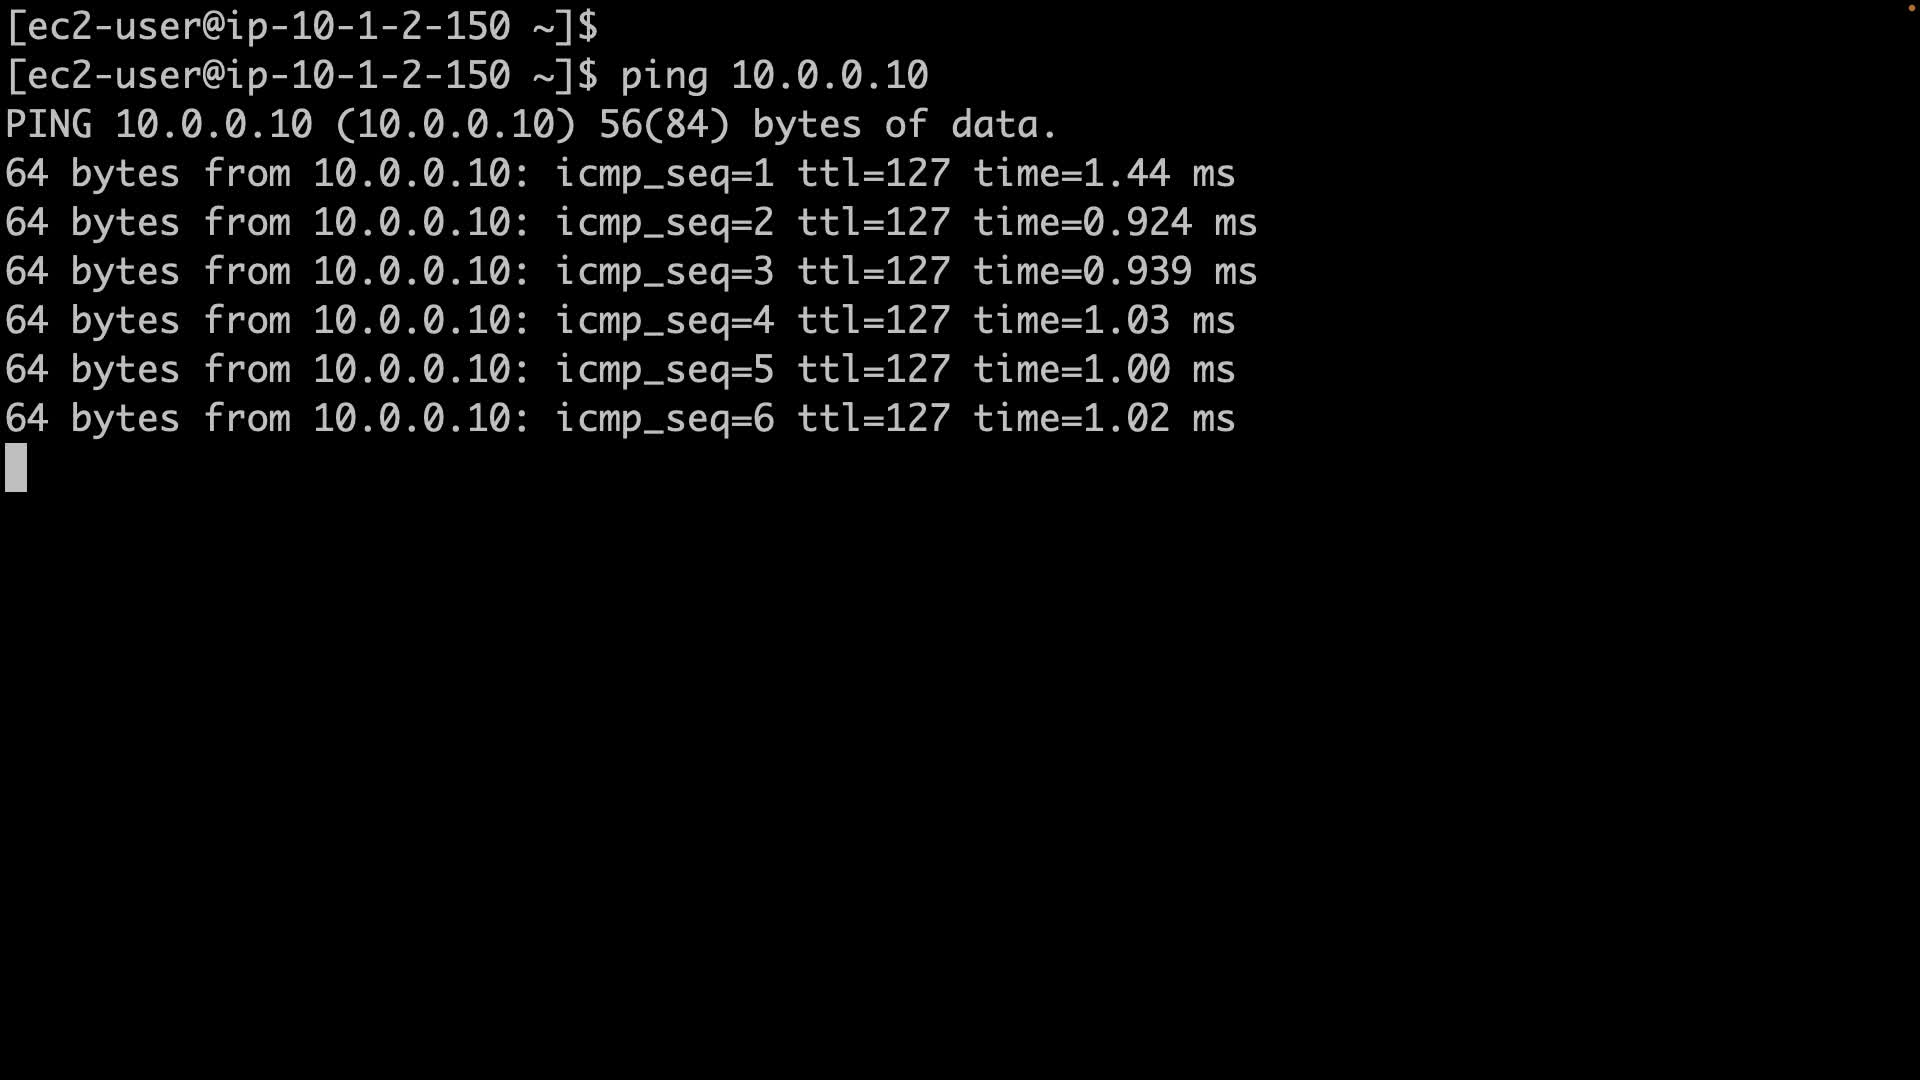 [ec2-user@ip-10-1-2-150 ~]$
[ec2-user@ip-10-1-2-150 ~]$ ping 10.0.0.10
PING 10.0.0.10 (10.0.0.10) 56(84) bytes of data.
64 bytes from 10.0.0.10: icmp_seq=1 ttl=127 time=1.44 ms
64 bytes from 10.0.0.10: icmp_seq=2 ttl=127 time=0.924 ms
64 bytes from 10.0.0.10: icmp_seq=3 ttl=127 time=0.939 ms
64 bytes from 10.0.0.10: icmp_seq=4 ttl=127 time=1.03 ms
64 bytes from 10.0.0.10: icmp_seq=5 ttl=127 time=1.00 ms
64 bytes from 10.0.0.10: icmp_seq=6 ttl=127 time=1.02 ms